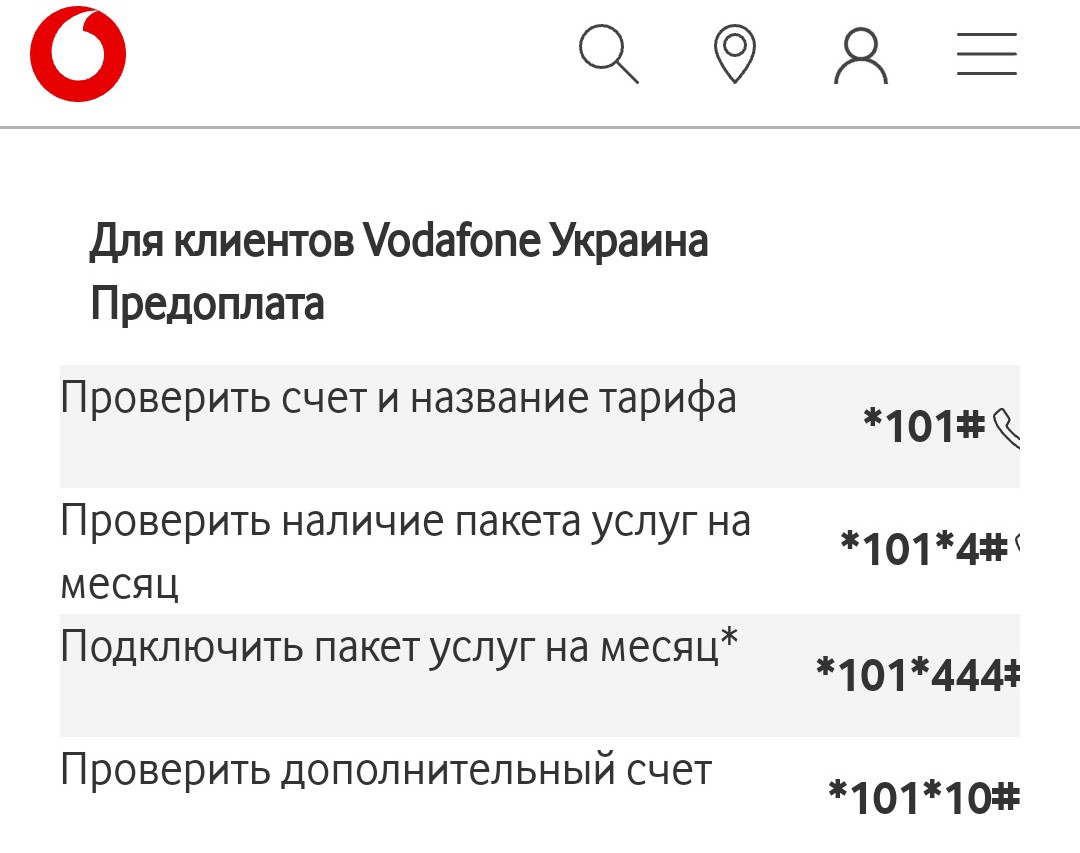 Для клиентов Vodafone Украина
Предоплата
Проверить счет и название тарифа
*101#
Проверить наличие пакета услуг на
месяц
*101*4#
Подключить пакет услуг на месяц*
*101*444#
Проверить дополнительный счет
*101*10#